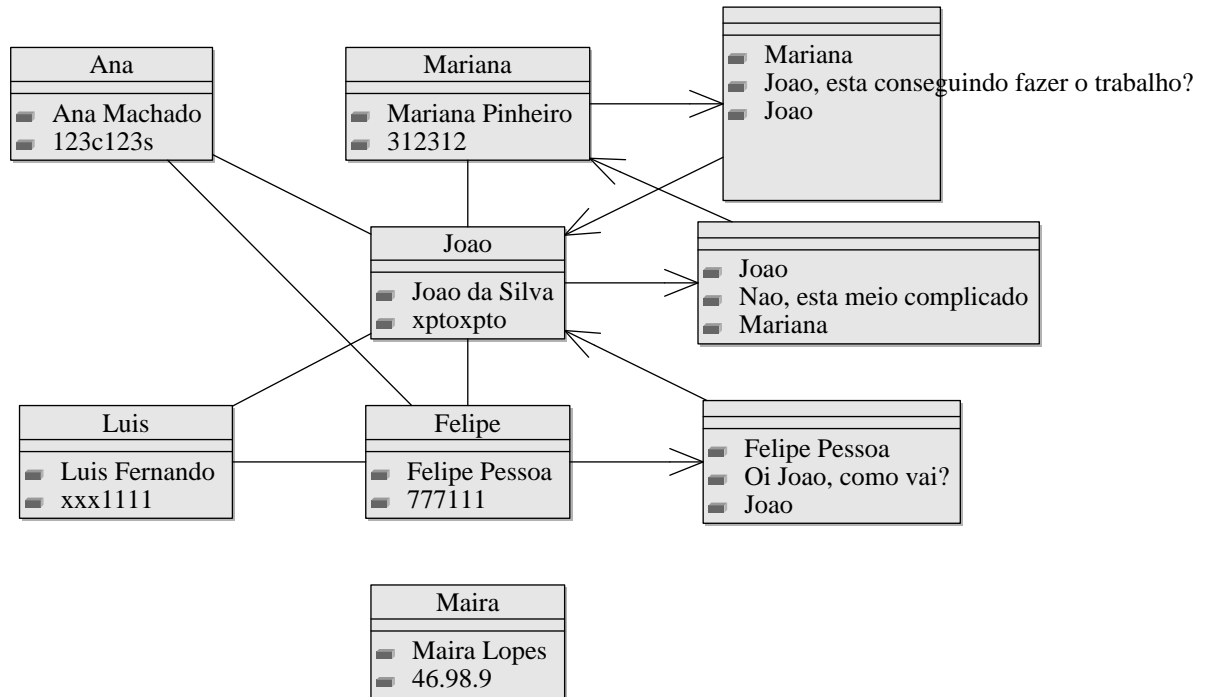 Ana
Ana Machado
123c123s
Mariana
Mariana Pinheiro
312312
Mariana
Joao, esta conseguindo fazer o trabalho?
Joao
Joao
Joao da Silva
xptoxpto
Joao
Nao, esta meio complicado
Mariana
Luis
Luis Fernando
xxx1111
Felipe
Felipe Pessoa
777111
Felipe Pessoa
Oi Joao, como vai?
Joao
Maira
Maira Lopes
46.98.9